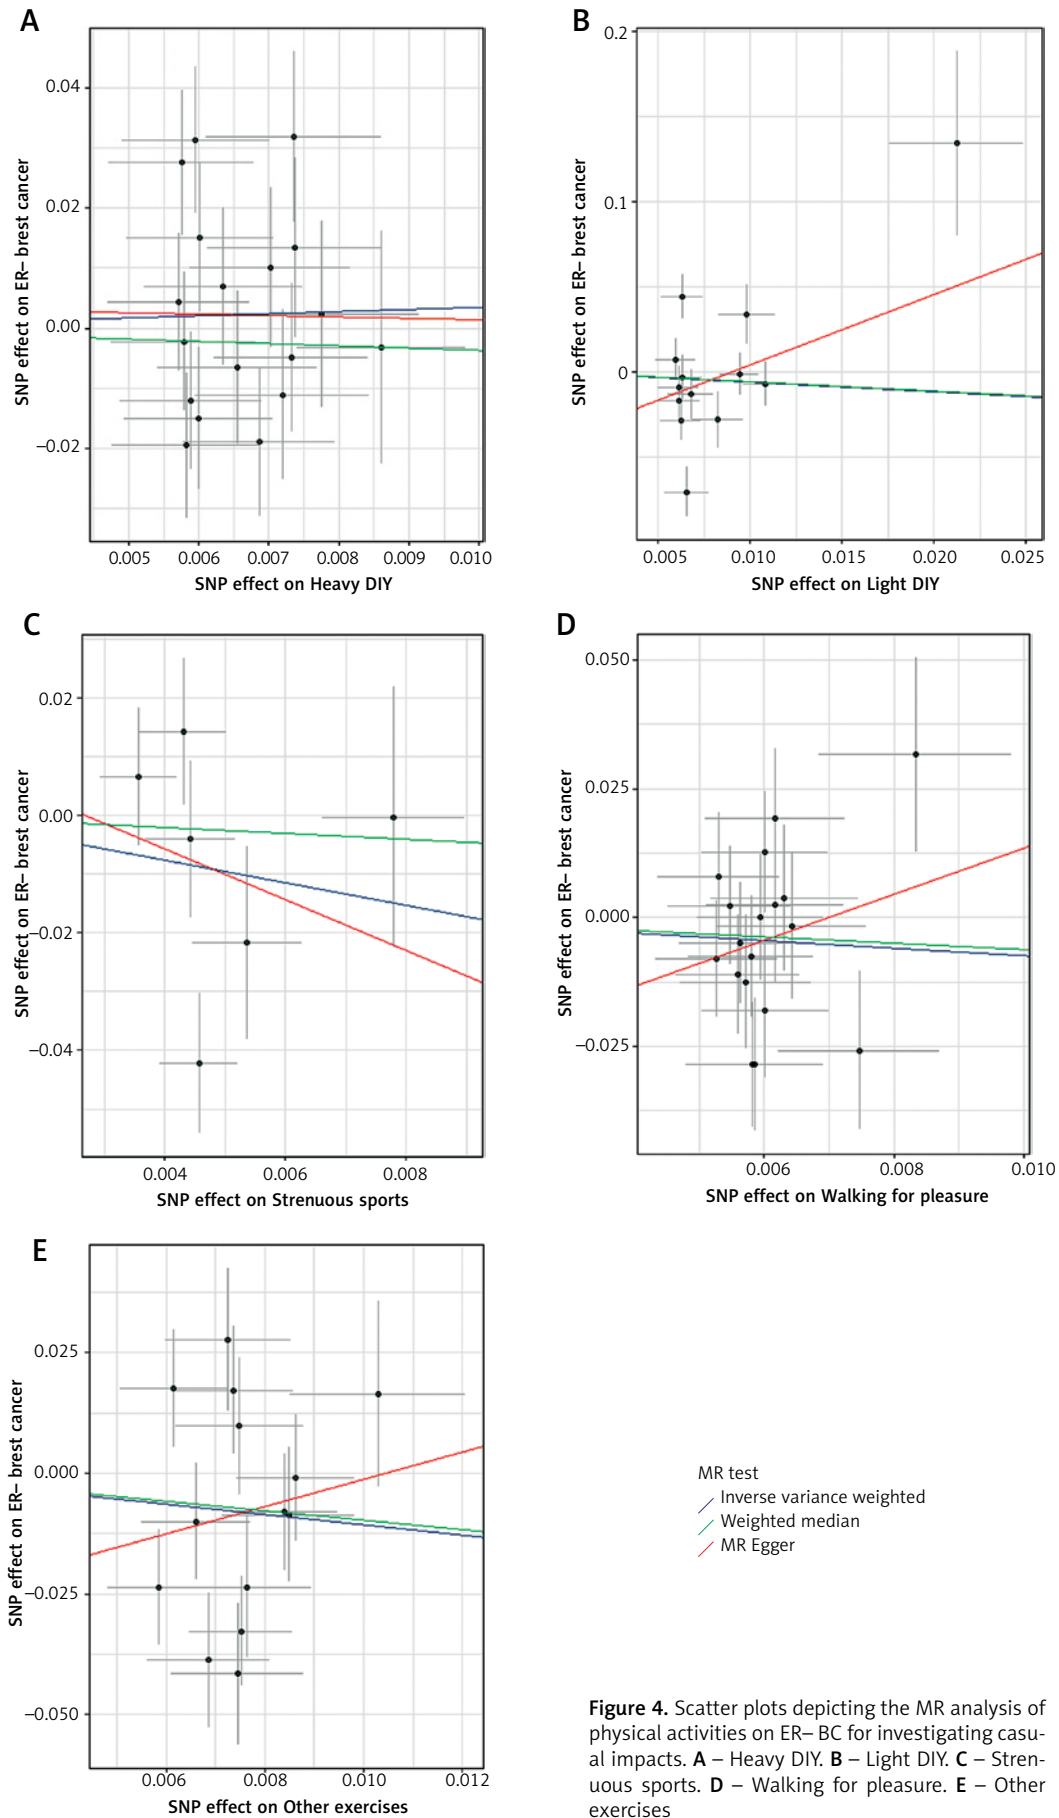 A
SNP effect on ER– brest cancer
0.04
0.02
0.00
–0.02
0.005 0.006 0.007 0.008 0.009 0.010
SNP effect on Heavy DIY
B
SNP effect on ER– brest cancer
0.2
0.1
0
0.005 0.010 0.015 0.020 0.025
SNP effect on Light DIY
C
SNP effect on ER– brest cancer
0.02
0.00
–0.02
–0.04
0.004 0.006 0.008
SNP effect on Strenuous sports
D
SNP effect on ER– brest cancer
0.050
0.025
0.000
–0.025
0.006 0.008 0.010
SNP effect on Walking for pleasure
E
SNP effect on ER– brest cancer
0.025
0.000
–0.025
–0.050
0.006 0.008 0.010 0.012
SNP effect on Other exercises
MR test
Inverse variance weighted
Weighted median
MR Egger
Figure 4. Scatter plots depicting the MR analysis of
physical activities on ER– BC for investigating casu-
al impacts. A – Heavy DIY. B – Light DIY. C – Stren-
uous sports. D – Walking for pleasure. E – Other
exercises